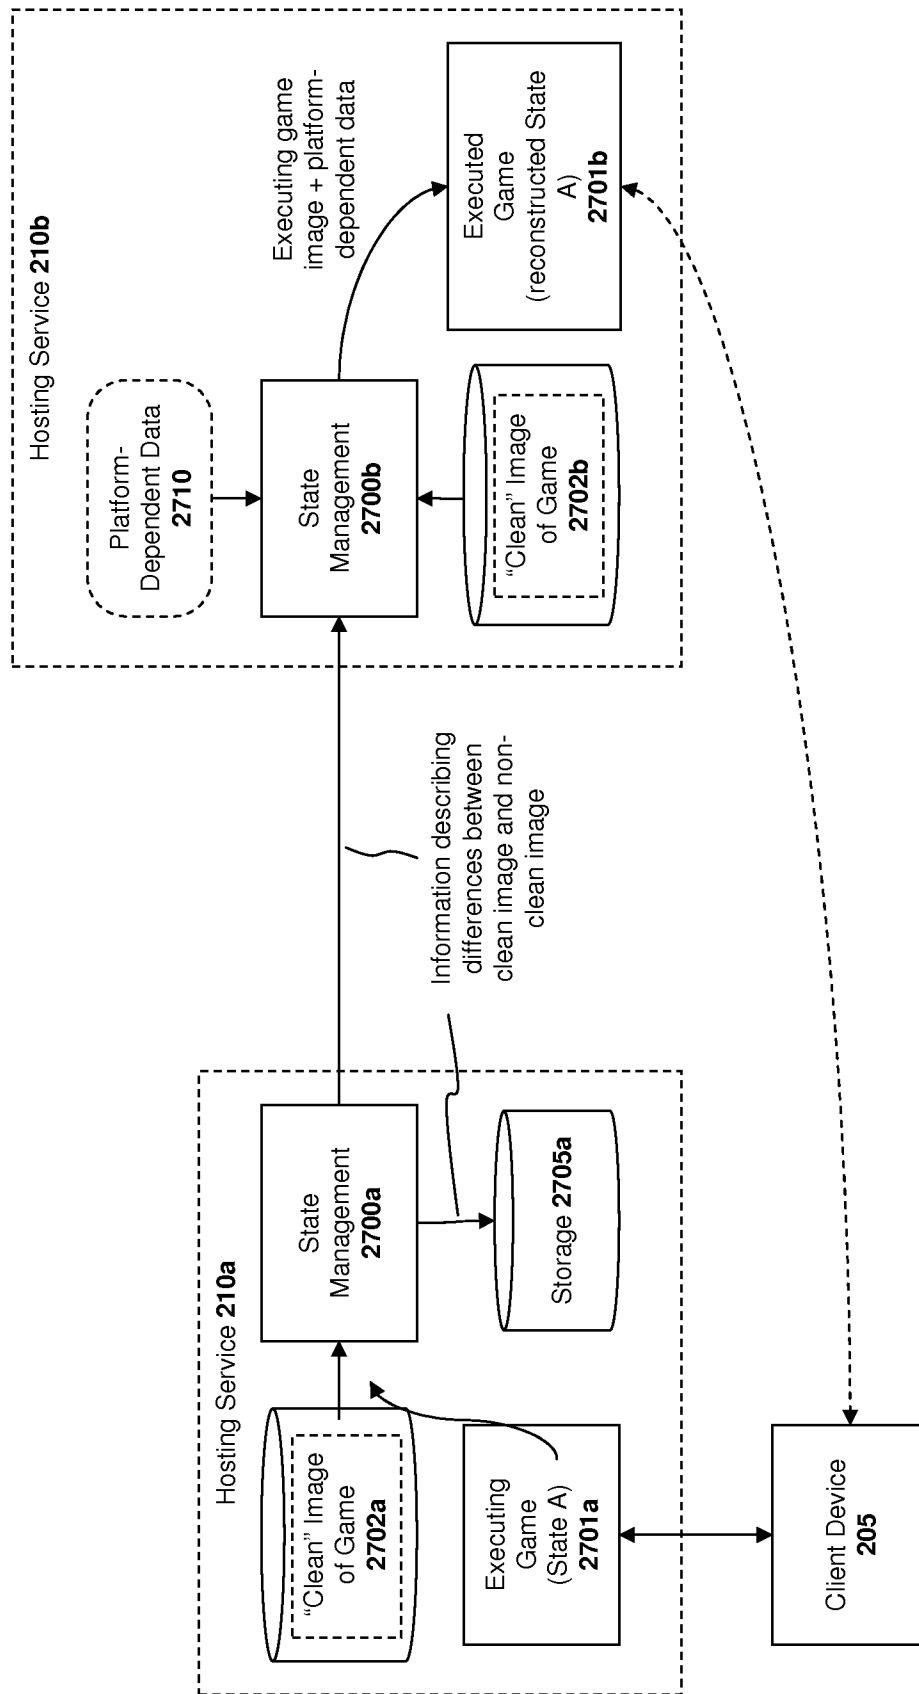 Hosting Service 210a
“Clean” Image
of Game
2702a
State
Management
2700a
Executing
Game
(State A)
2701a
Storage 2705a
Client Device
205
Information describing
differences between
clean image and non-
clean image
Hosting Service 210b
Platform-
Dependent Data
2710
State
Management
2700b
“Clean” Image
of Game
2702b
Executing game
image + platform-
dependent data
Executed
Game
(reconstructed State
A)
2701b